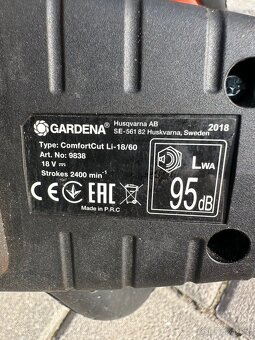 GARDENA
Husqvarna AB
SE-561 82 Huskvarna, Sweden
2018
Type: ComfortCut Li-18/60
Art. No: 9838
18 V
Strokes 2400 min⁻¹
CE EAC
Made in P.R.C
LWA
95 dB